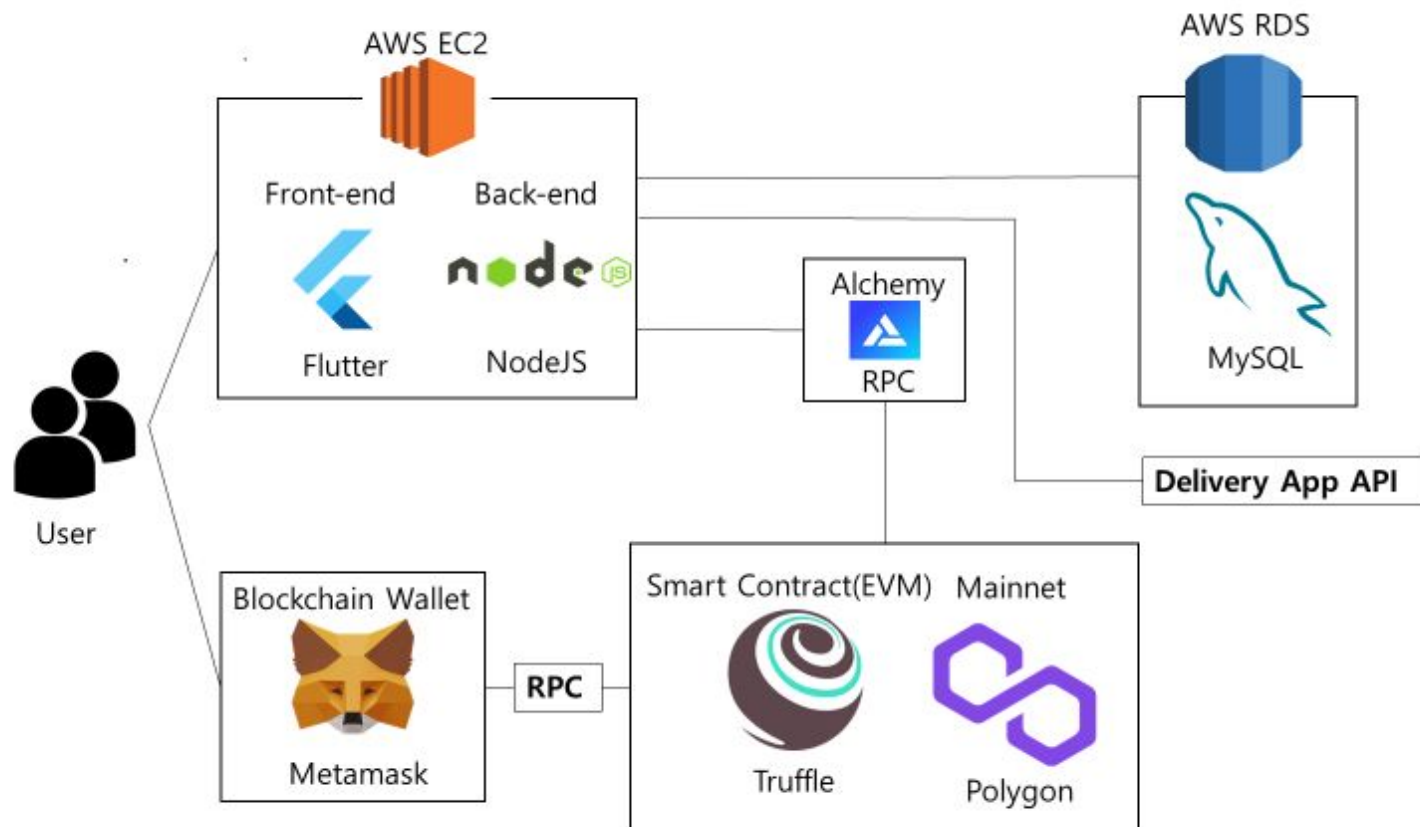 AWS EC2
AWS RDS
Front-end
Back-end
node
JS
Flutter
NodeJS
Alchemy
RPC
MySQL
User
Delivery App API
Blockchain Wallet
Metamask
RPC
Smart Contract(EVM)
Mainnet
Truffle
Polygon